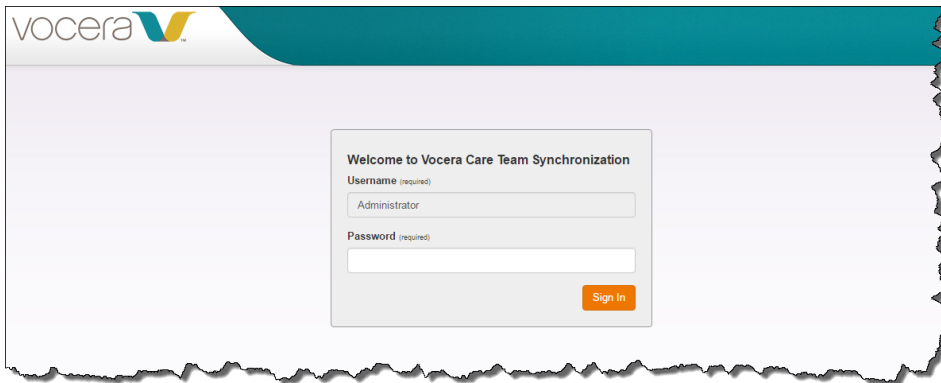 vocera
Welcome to Vocera Care Team Synchronization
Username (required)
Administrator
Password (required)
Sign In